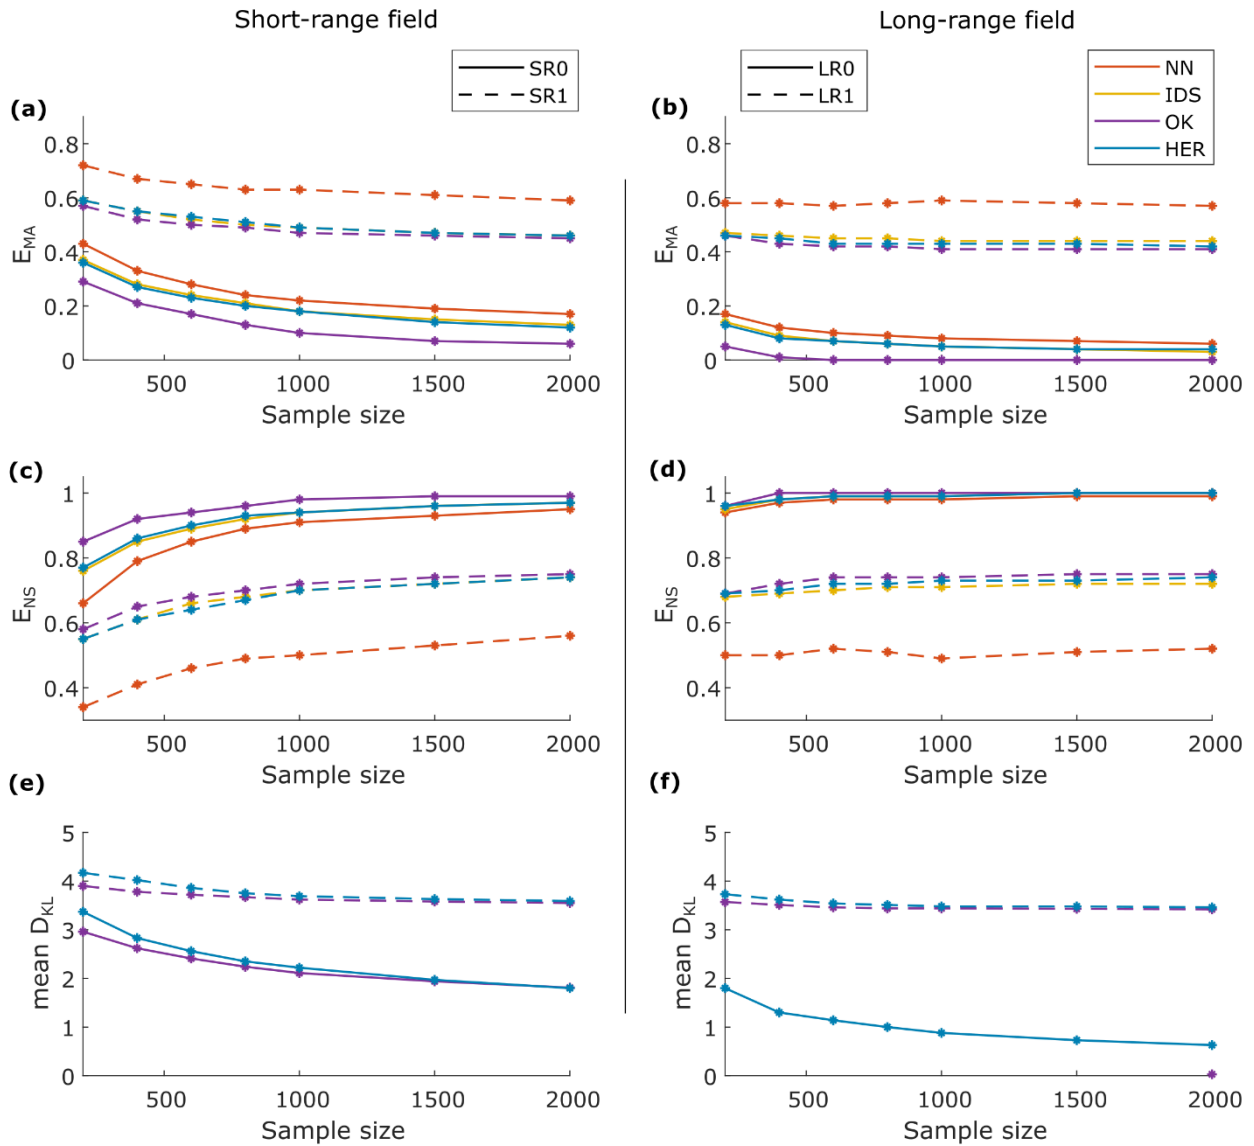 Short-range field
Long-range field
SR0
SR1
LR0
LR1
NN
IDS
OK
HER
(a)
0.8
0.6
0.4
0.2
0
E_MA
500 1000 1500 2000
Sample size
(b)
0.8
0.6
0.4
0.2
0
E_MA
500 1000 1500 2000
Sample size
(c)
1
0.8
0.6
0.4
E_NS
500 1000 1500 2000
Sample size
(d)
1
0.8
0.6
0.4
E_NS
500 1000 1500 2000
Sample size
(e)
5
4
3
2
1
0
mean D_KL
500 1000 1500 2000
Sample size
(f)
5
4
3
2
1
0
mean D_KL
500 1000 1500 2000
Sample size